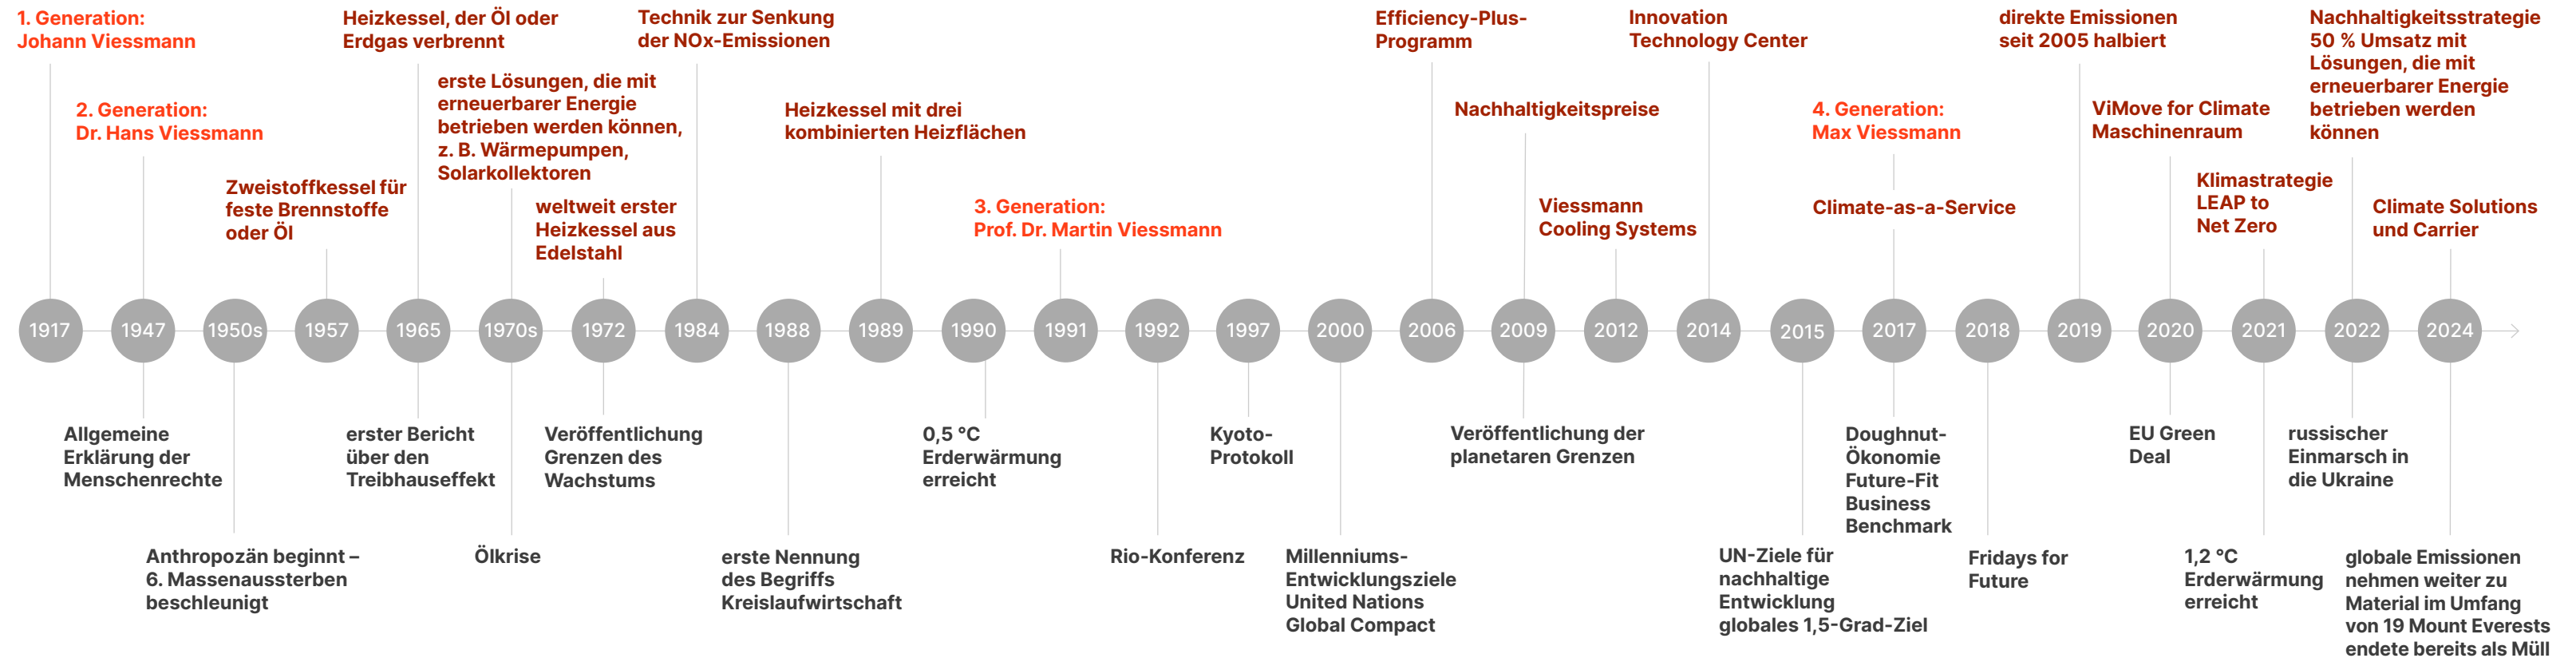 1. Generation:
Johann Viessmann
2. Generation:
Dr. Hans Viessmann
Zweistoffkessel für
feste Brennstoffe
oder Öl
Heizkessel, der Öl oder
Erdgas verbrennt
erste Lösungen, die mit
erneuerbarer Energie
betrieben werden können,
z. B. Wärmepumpen,
Solarkollektoren
weltweit erster
Heizkessel aus
Edelstahl
Technik zur Senkung
der NOx-Emissionen
Heizkessel mit drei
kombinierten Heizflächen
3. Generation:
Prof. Dr. Martin Viessmann
Efficiency-Plus-
Programm
Nachhaltigkeitspreise
Viessmann
Cooling Systems
Innovation
Technology Center
4. Generation:
Max Viessmann
Climate-as-a-Service
direkte Emissionen
seit 2005 halbiert
ViMove for Climate
Maschinenraum
Klimastrategie
LEAP to
Net Zero
Nachhaltigkeitsstrategie
50 % Umsatz mit
Lösungen, die mit
erneuerbarer Energie
betrieben werden
können
Climate Solutions
und Carrier
1917 1947 1950s 1957 1965 1970s 1972 1984 1988 1989 1990 1991 1992 1997 2000 2006 2009 2012 2014 2015 2017 2018 2019 2020 2021 2022 2024
Allgemeine
Erklärung der
Menschenrechte
Anthropozän beginnt –
6. Massenaussterben
beschleunigt
erster Bericht
über den
Treibhauseffekt
Ölkrise
Veröffentlichung
Grenzen des
Wachstums
erste Nennung
des Begriffs
Kreislaufwirtschaft
0,5 °C
Erderwärmung
erreicht
Rio-Konferenz
Kyoto-
Protokoll
Millenniums-
Entwicklungsziele
United Nations
Global Compact
Veröffentlichung der
planetaren Grenzen
UN-Ziele für
nachhaltige
Entwicklung
globales 1,5-Grad-Ziel
Doughnut-
Ökonomie
Future-Fit
Business
Benchmark
Fridays for
Future
EU Green
Deal
1,2 °C
Erderwärmung
erreicht
russischer
Einmarsch in
die Ukraine
globale Emissionen
nehmen weiter zu
Material im Umfang
von 19 Mount Everests
endete bereits als Müll